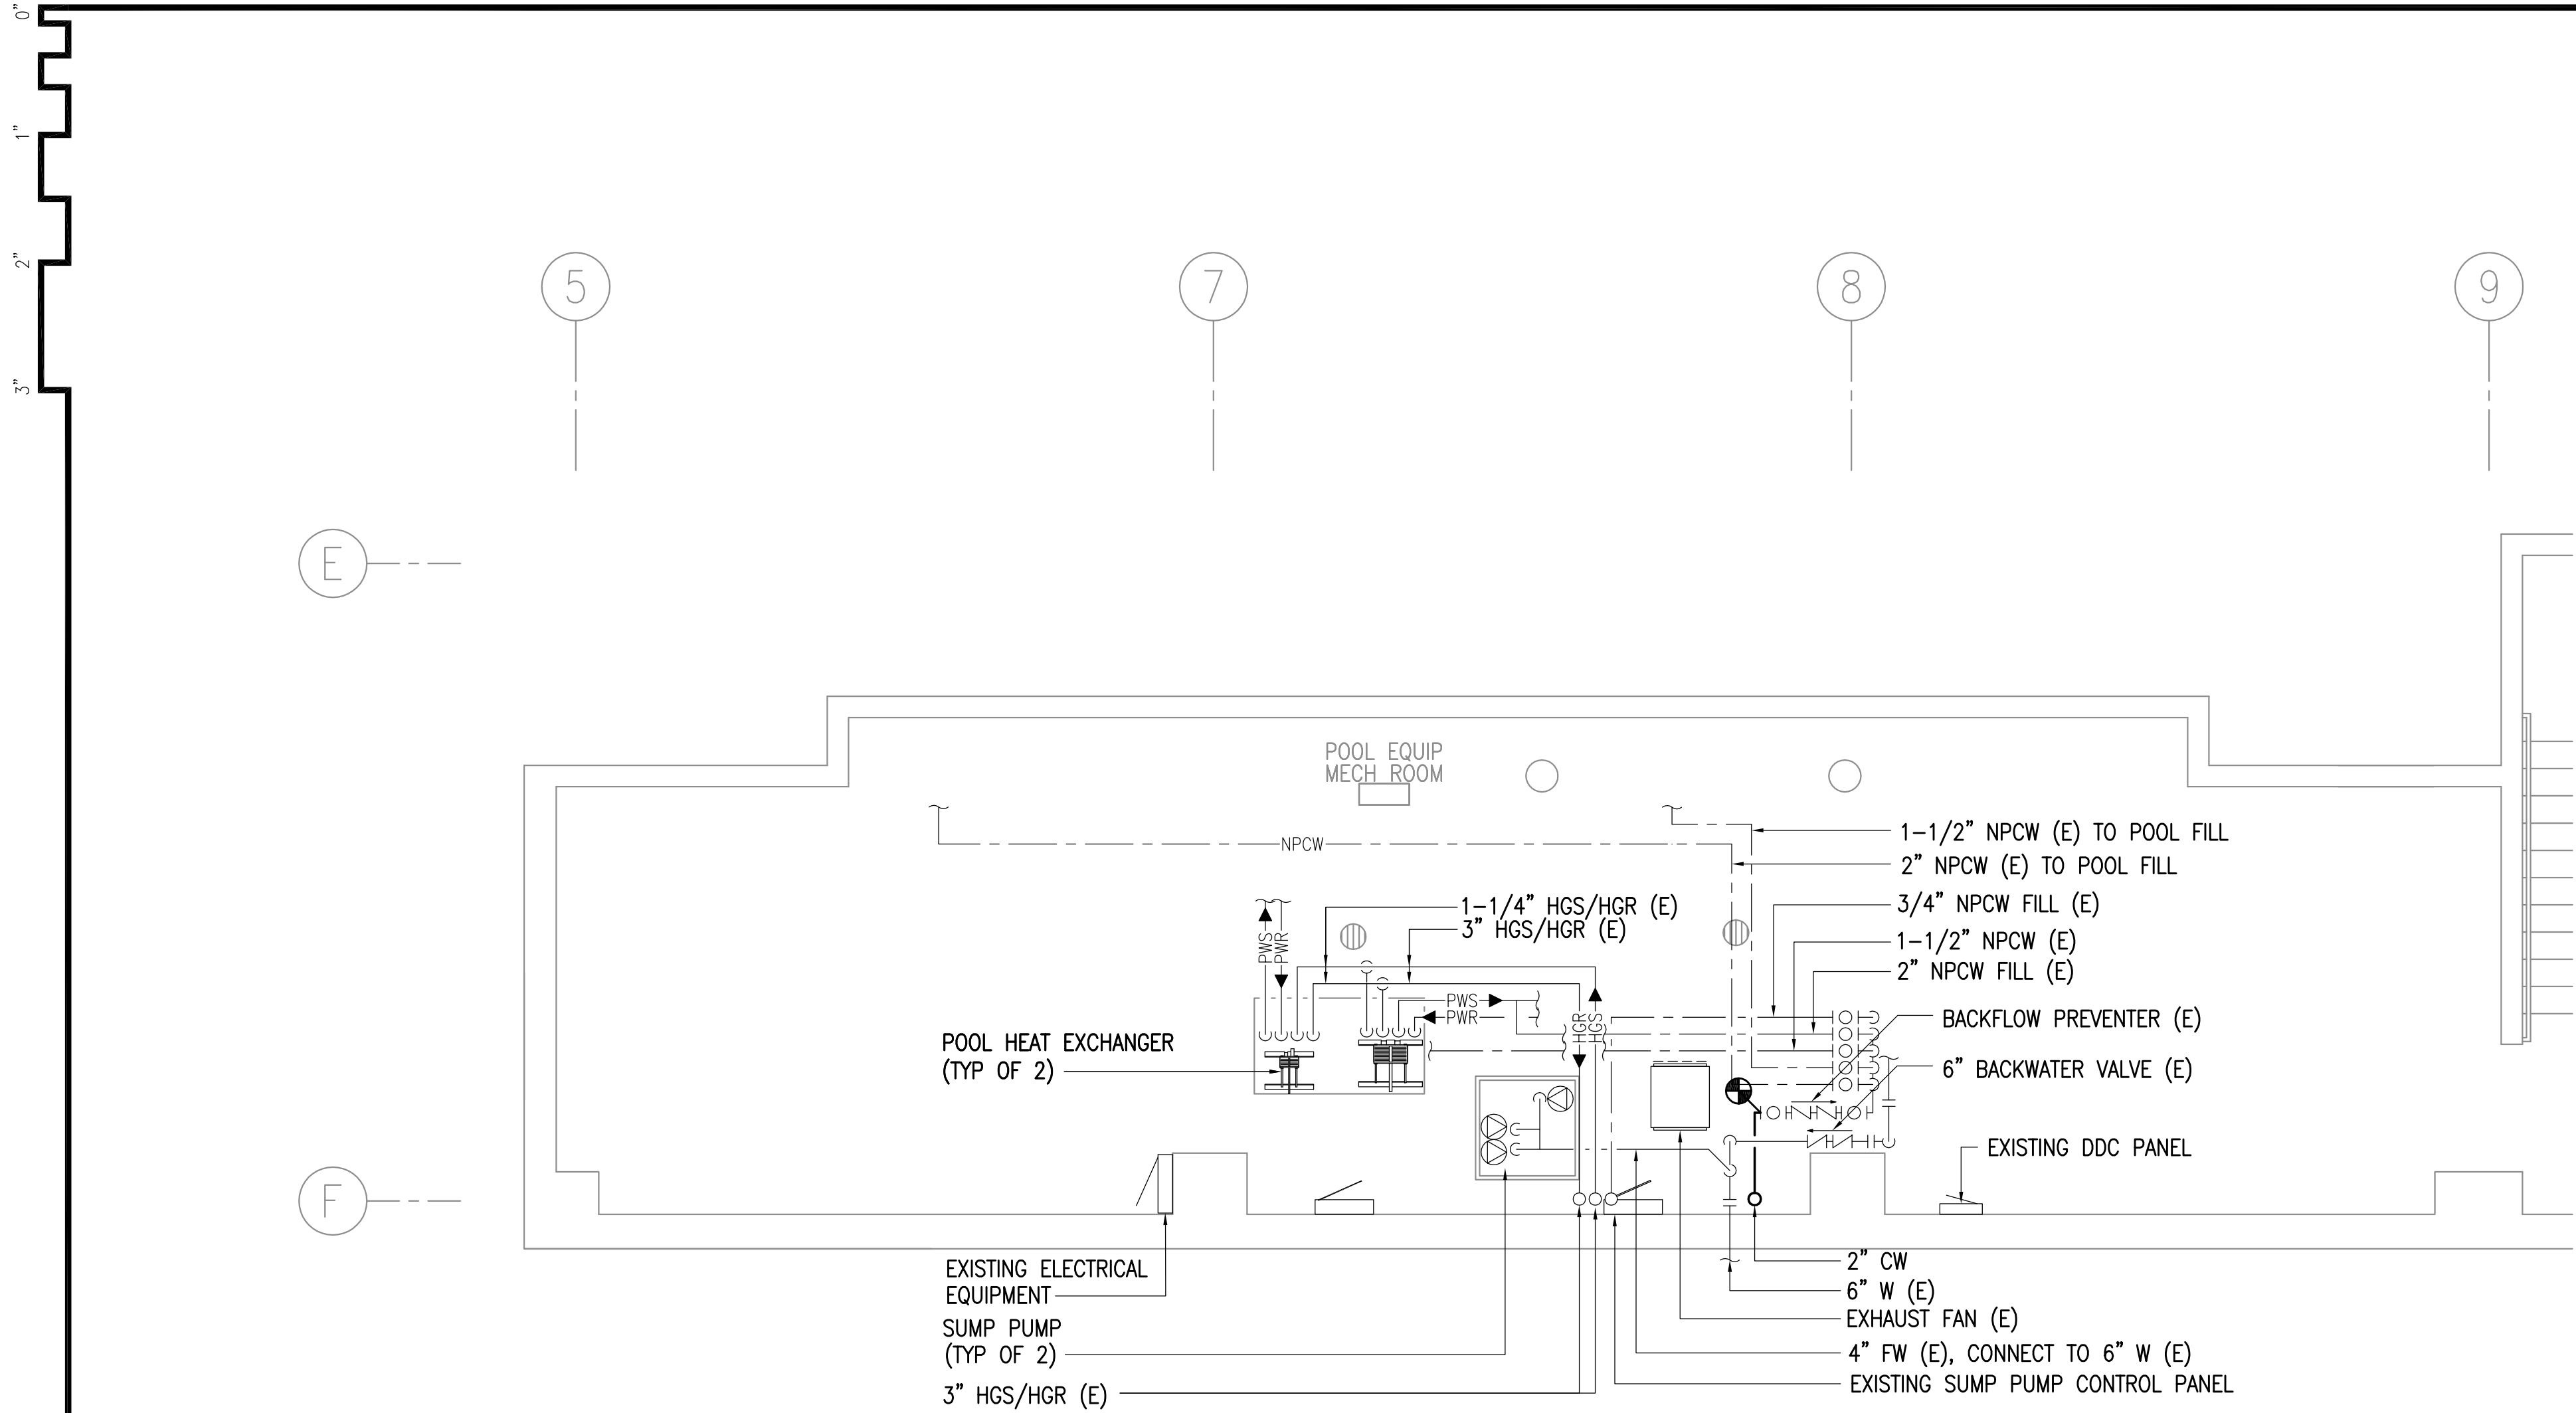 0"
1"
2"
3"
5
7
8
9
E
F
POOL EQUIP
MECH ROOM
NPCW
1-1/2" NPCW (E) TO POOL FILL
2" NPCW (E) TO POOL FILL
3/4" NPCW FILL (E)
1-1/2" NPCW (E)
2" NPCW FILL (E)
1-1/4" HGS/HGR (E)
3" HGS/HGR (E)
PWS
PWR
PWS
PWR
HGR
HGS
BACKFLOW PREVENTER (E)
6" BACKWATER VALVE (E)
POOL HEAT EXCHANGER
(TYP OF 2)
EXISTING DDC PANEL
EXISTING ELECTRICAL
EQUIPMENT
SUMP PUMP
(TYP OF 2)
3" HGS/HGR (E)
2" CW
6" W (E)
EXHAUST FAN (E)
4" FW (E), CONNECT TO 6" W (E)
EXISTING SUMP PUMP CONTROL PANEL